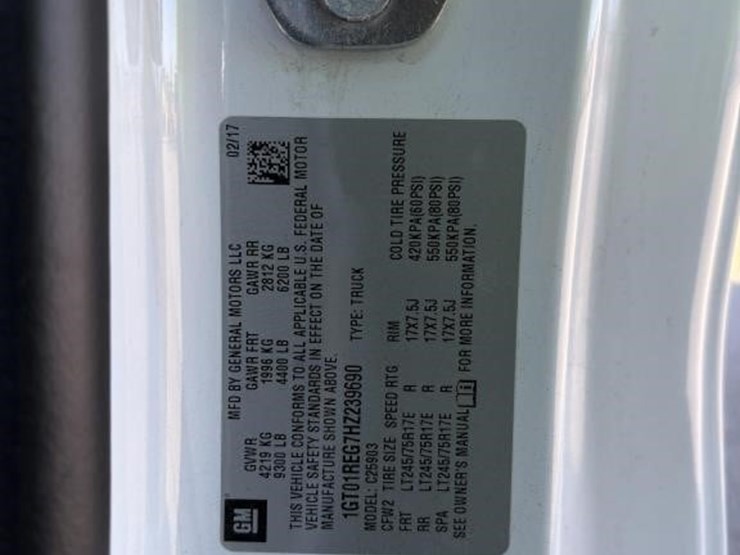 GM
MFD BY GENERAL MOTORS LLC 02/17
GVWR GAWR FRT GAWR RR
4219 KG 1996 KG 2812 KG
9300 LB 4400 LB 6200 LB
THIS VEHICLE CONFORMS TO ALL APPLICABLE U.S. FEDERAL MOTOR
VEHICLE SAFETY STANDARDS IN EFFECT ON THE DATE OF
MANUFACTURE SHOWN ABOVE.
1GT01REG7HZ239690 TYPE: TRUCK
MODEL: C25903
CFW2 TIRE SIZE SPEED RTG RIM COLD TIRE PRESSURE
FRT LT245/75R17E R 17X7.5J 420KPA(60PSI)
RR LT245/75R17E R 17X7.5J 550KPA(80PSI)
SPA LT245/75R17E R 17X7.5J 550KPA(80PSI)
SEE OWNER'S MANUAL FOR MORE INFORMATION.